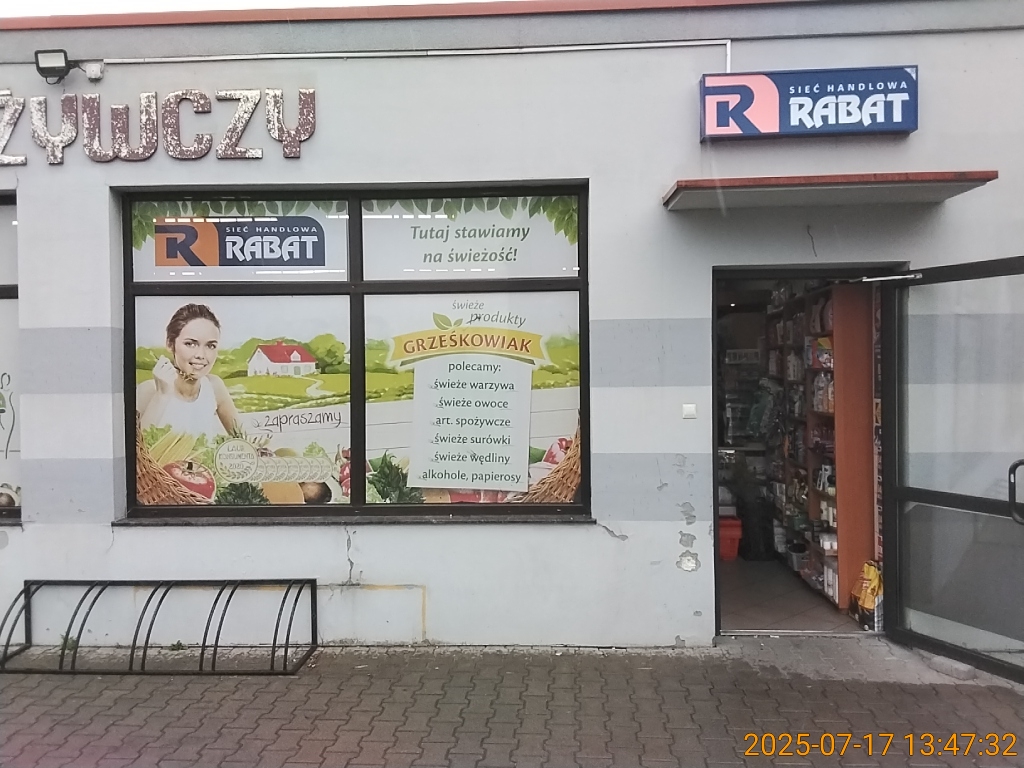 ŻYWCZY
SIEĆ HANDLOWA
RABAT
SIEĆ HANDLOWA
RABAT
Tutaj stawiamy
na świeżość!
świeże
produkty
GRZEŚKOWIAK
polecamy:
świeże warzywa
świeże owoce
art. spożywcze
świeże surówki
świeże wędliny
alkohole, papierosy
zapraszamy
2025-07-17 13:47:32